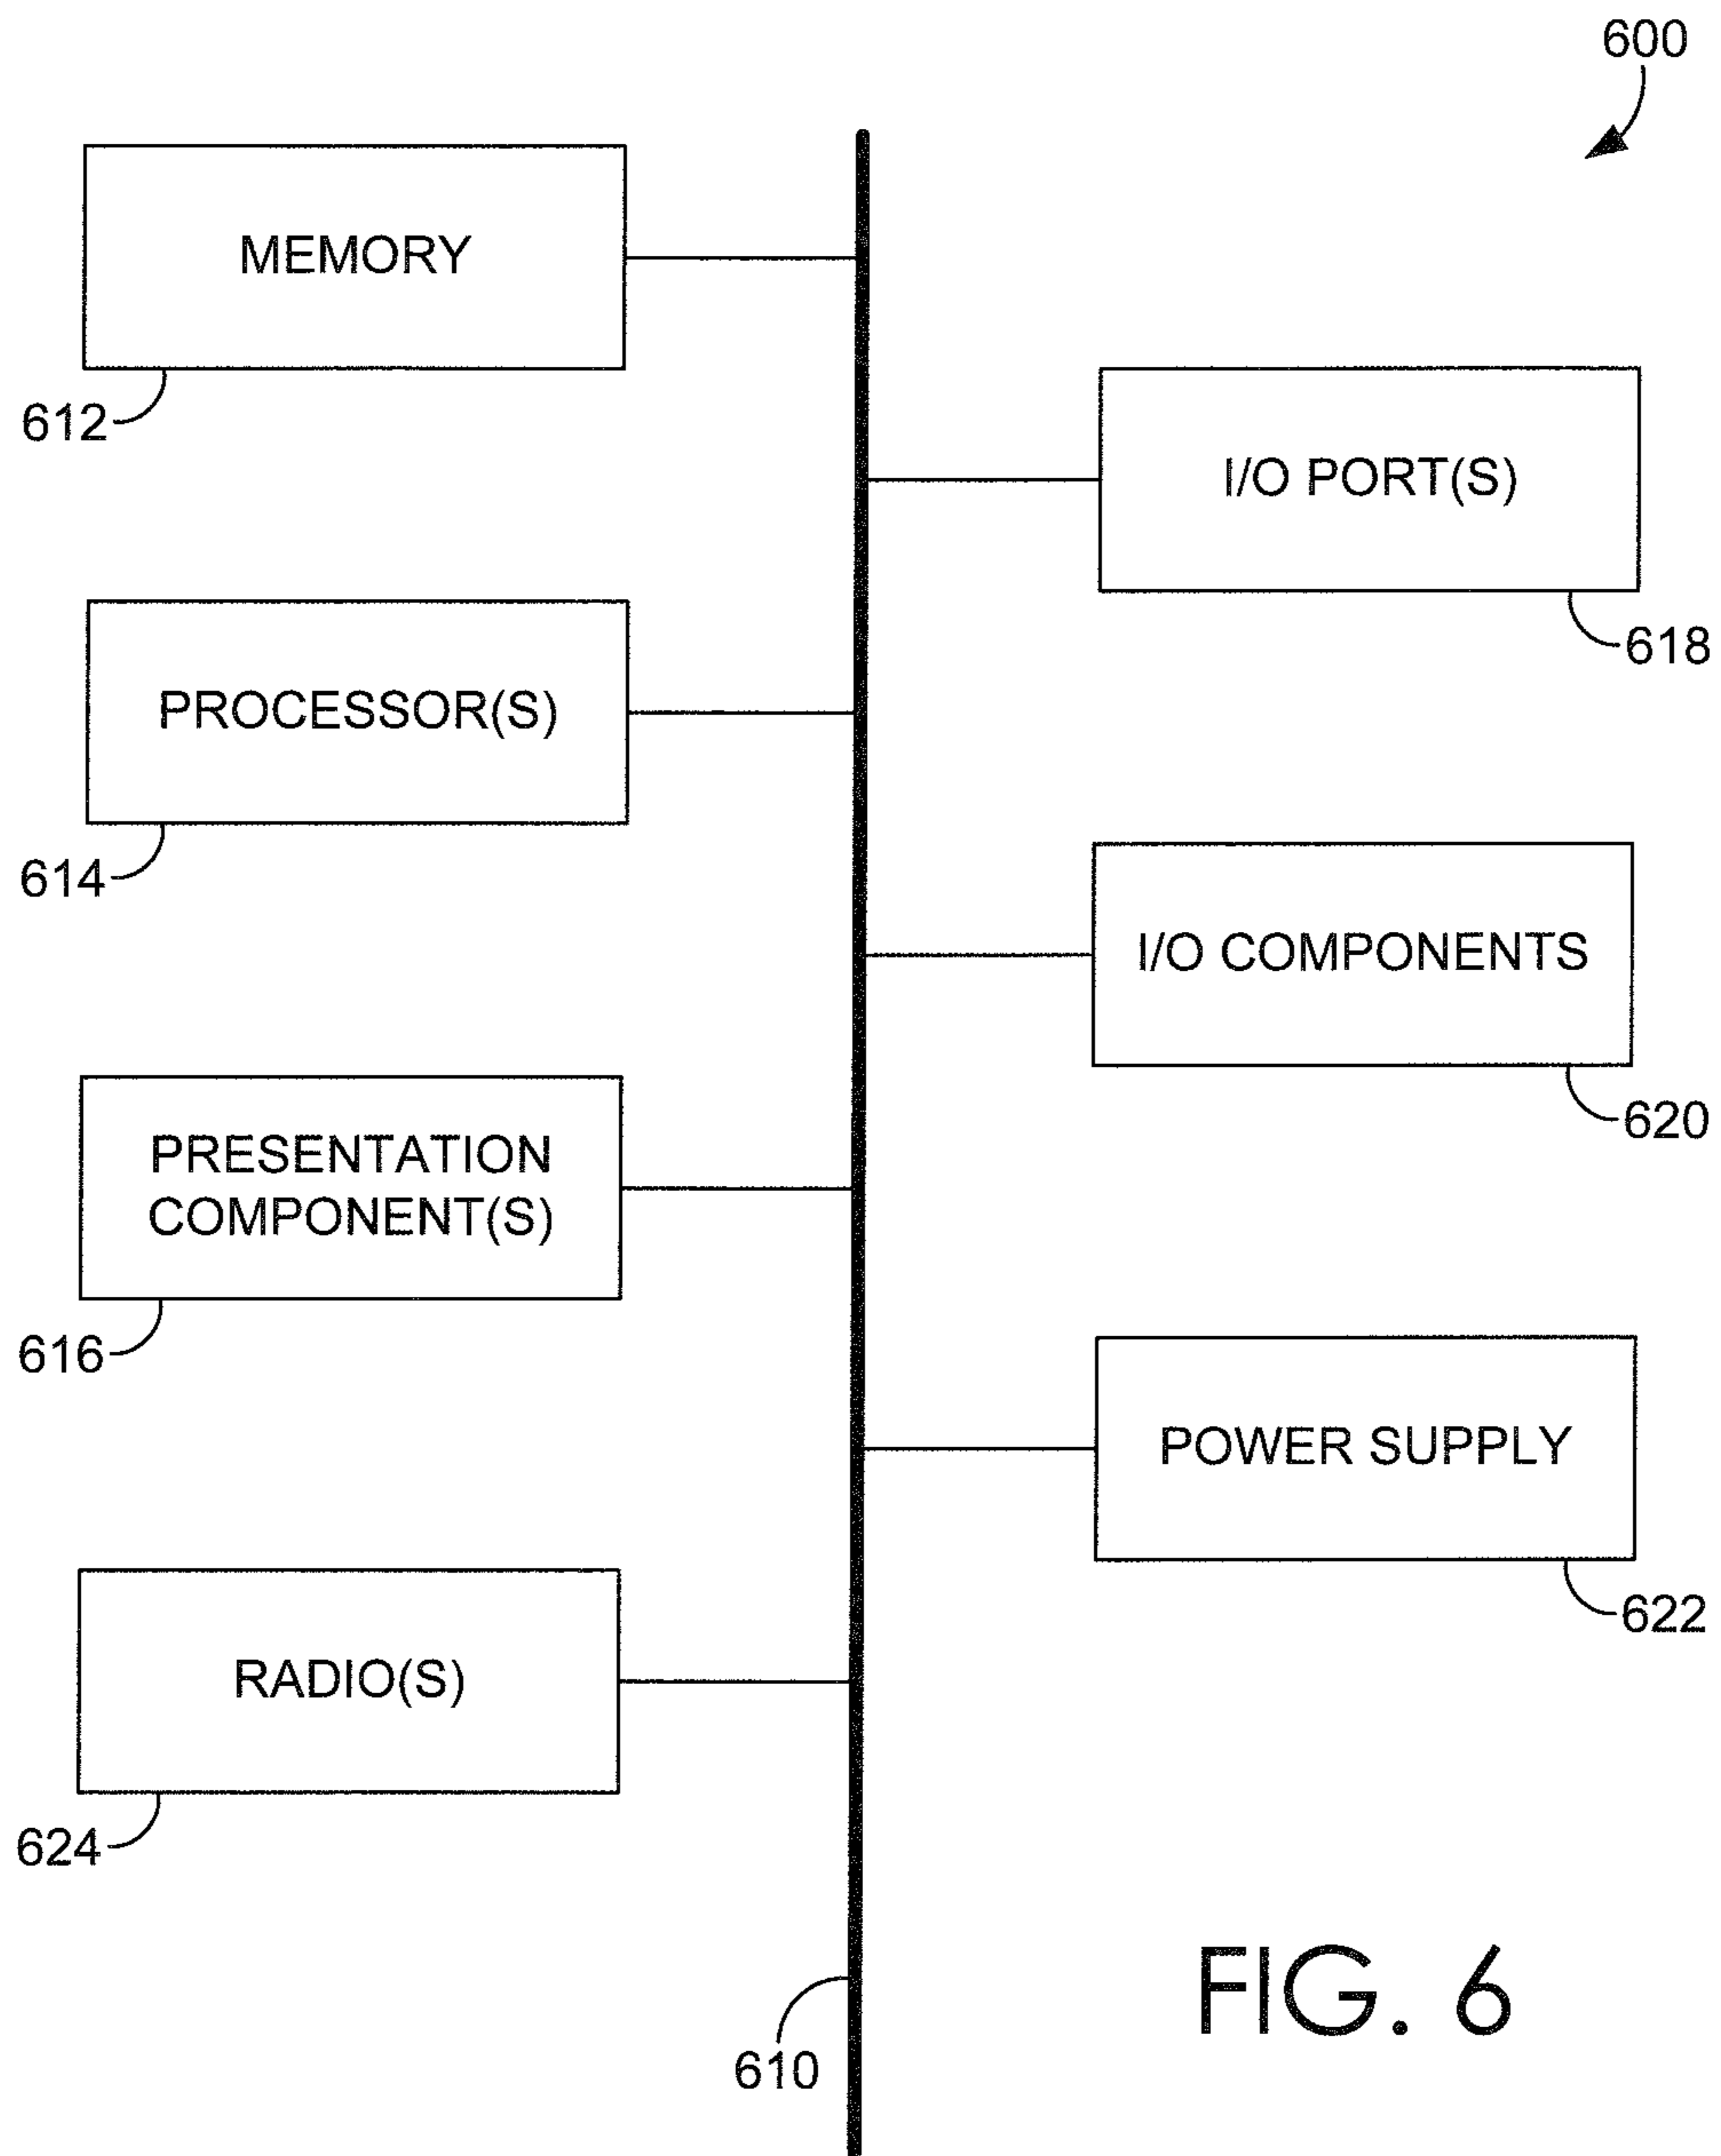 600
MEMORY
612
I/O PORT(S)
618
PROCESSOR(S)
614
I/O COMPONENTS
620
PRESENTATION
COMPONENT(S)
616
POWER SUPPLY
622
RADIO(S)
624
610
FIG. 6